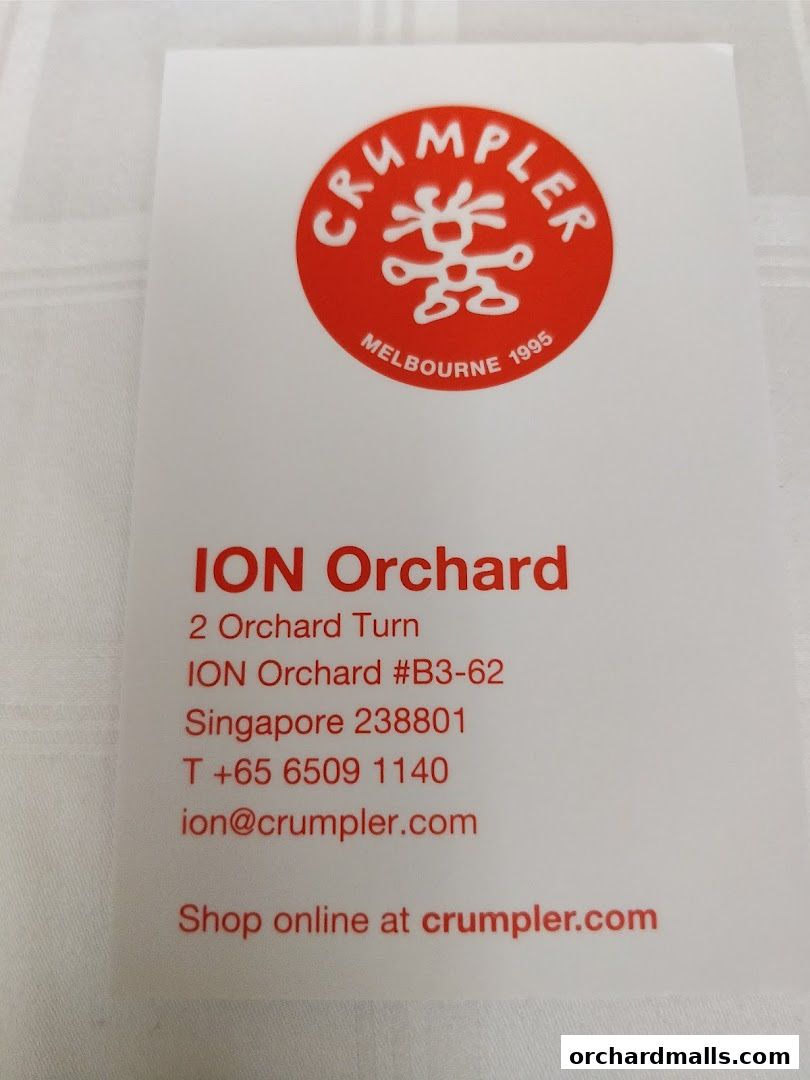 CRUMPLER
MELBOURNE 1995
ION Orchard
2 Orchard Turn
ION Orchard #B3-62
Singapore 238801
T +65 6509 1140
ion@crumpler.com
Shop online at crumpler.com
orchardmalls.com